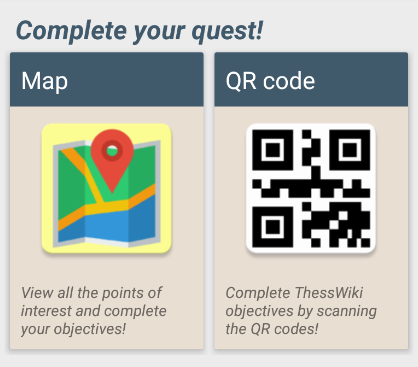 Complete your quest!
Map
QR code
View all the points of
interest and complete
your objectives!
Complete ThessWiki
objectives by scanning
the QR codes!